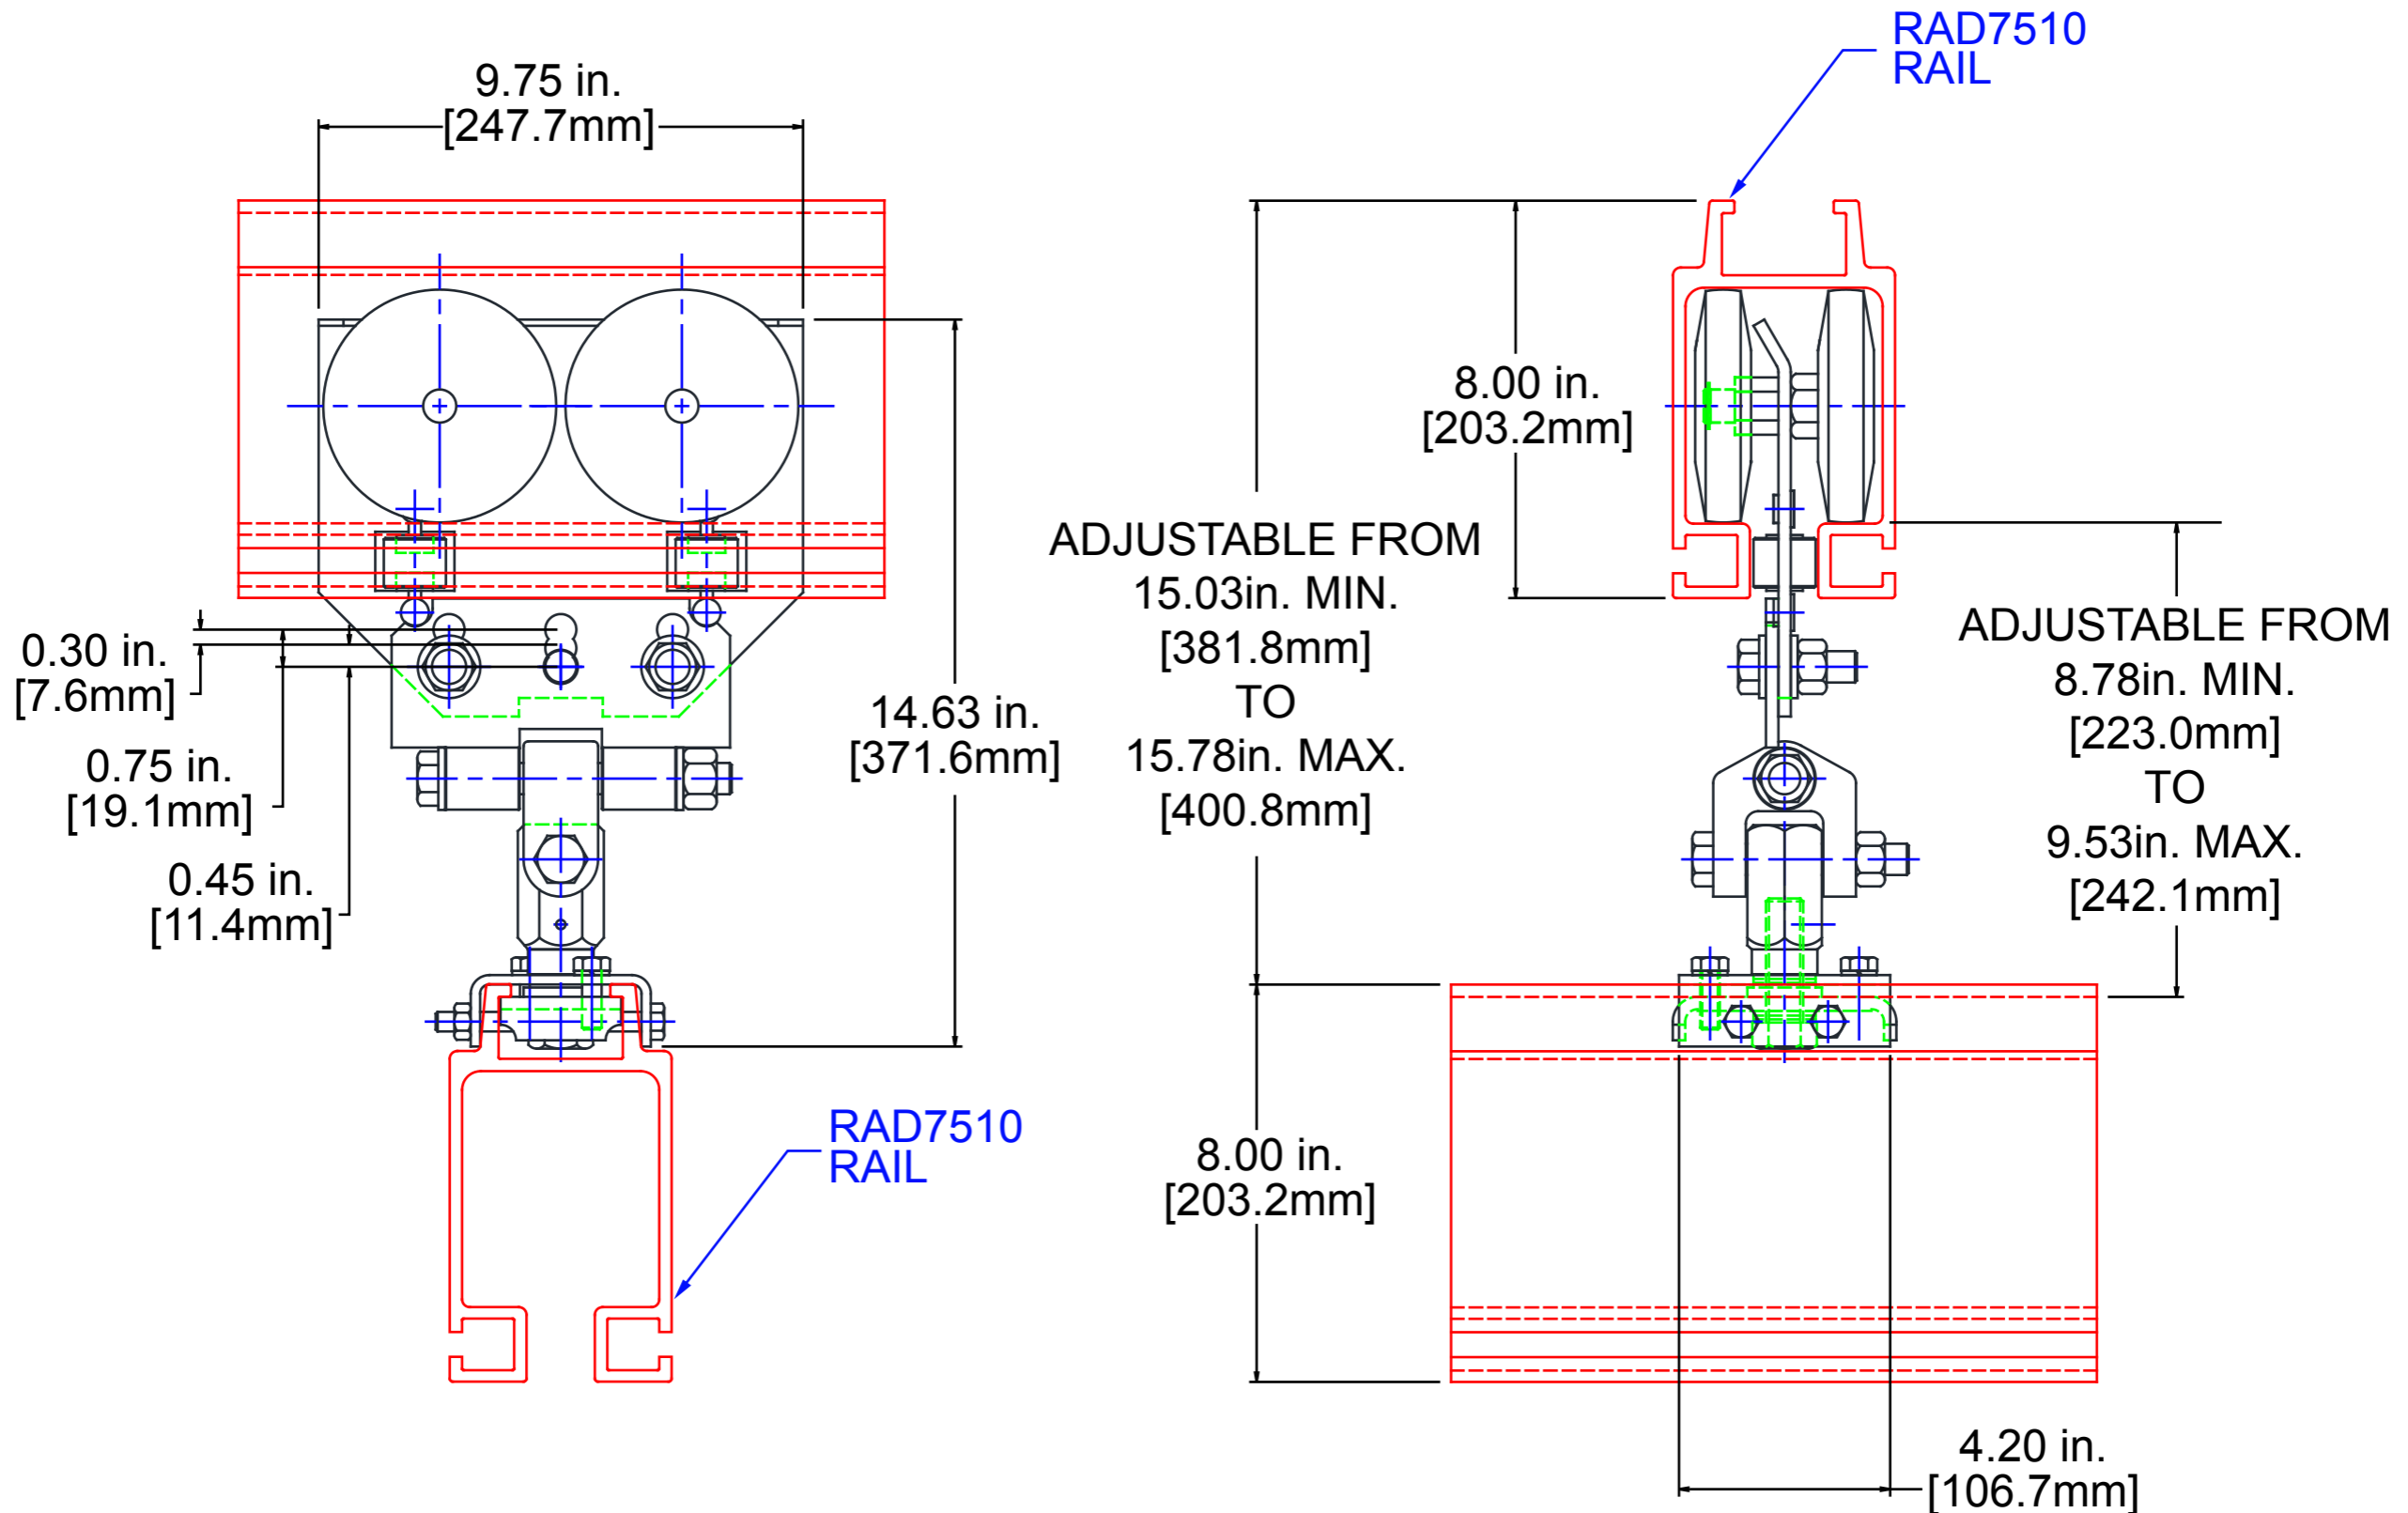 9.75 in.
[247.7mm]
0.30 in.
[7.6mm]
0.75 in.
[19.1mm]
0.45 in.
[11.4mm]
14.63 in.
[371.6mm]
RAD7510
RAIL
RAD7510
RAIL
8.00 in.
[203.2mm]
ADJUSTABLE FROM
15.03in. MIN.
[381.8mm]
TO
15.78in. MAX.
[400.8mm]
ADJUSTABLE FROM
8.78in. MIN.
[223.0mm]
TO
9.53in. MAX.
[242.1mm]
8.00 in.
[203.2mm]
4.20 in.
[106.7mm]